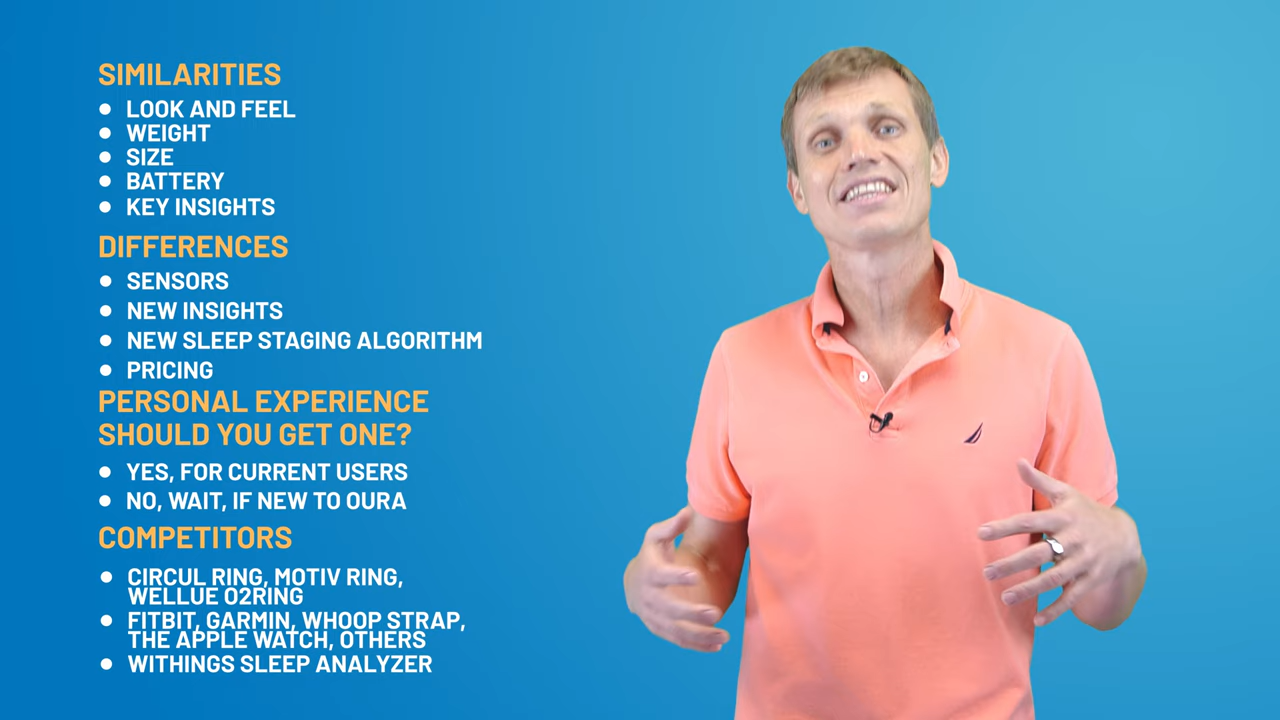 SIMILARITIES
• LOOK AND FEEL
• WEIGHT
• SIZE
• BATTERY
• KEY INSIGHTS
DIFFERENCES
• SENSORS
• NEW INSIGHTS
• NEW SLEEP STAGING ALGORITHM
• PRICING
PERSONAL EXPERIENCE
SHOULD YOU GET ONE?
• YES, FOR CURRENT USERS
• NO, WAIT, IF NEW TO OURA
COMPETITORS
• CIRCUL RING, MOTIV RING,
WELLUE O2RING
• FITBIT, GARMIN, WHOOP STRAP,
THE APPLE WATCH, OTHERS
• WITHINGS SLEEP ANALYZER